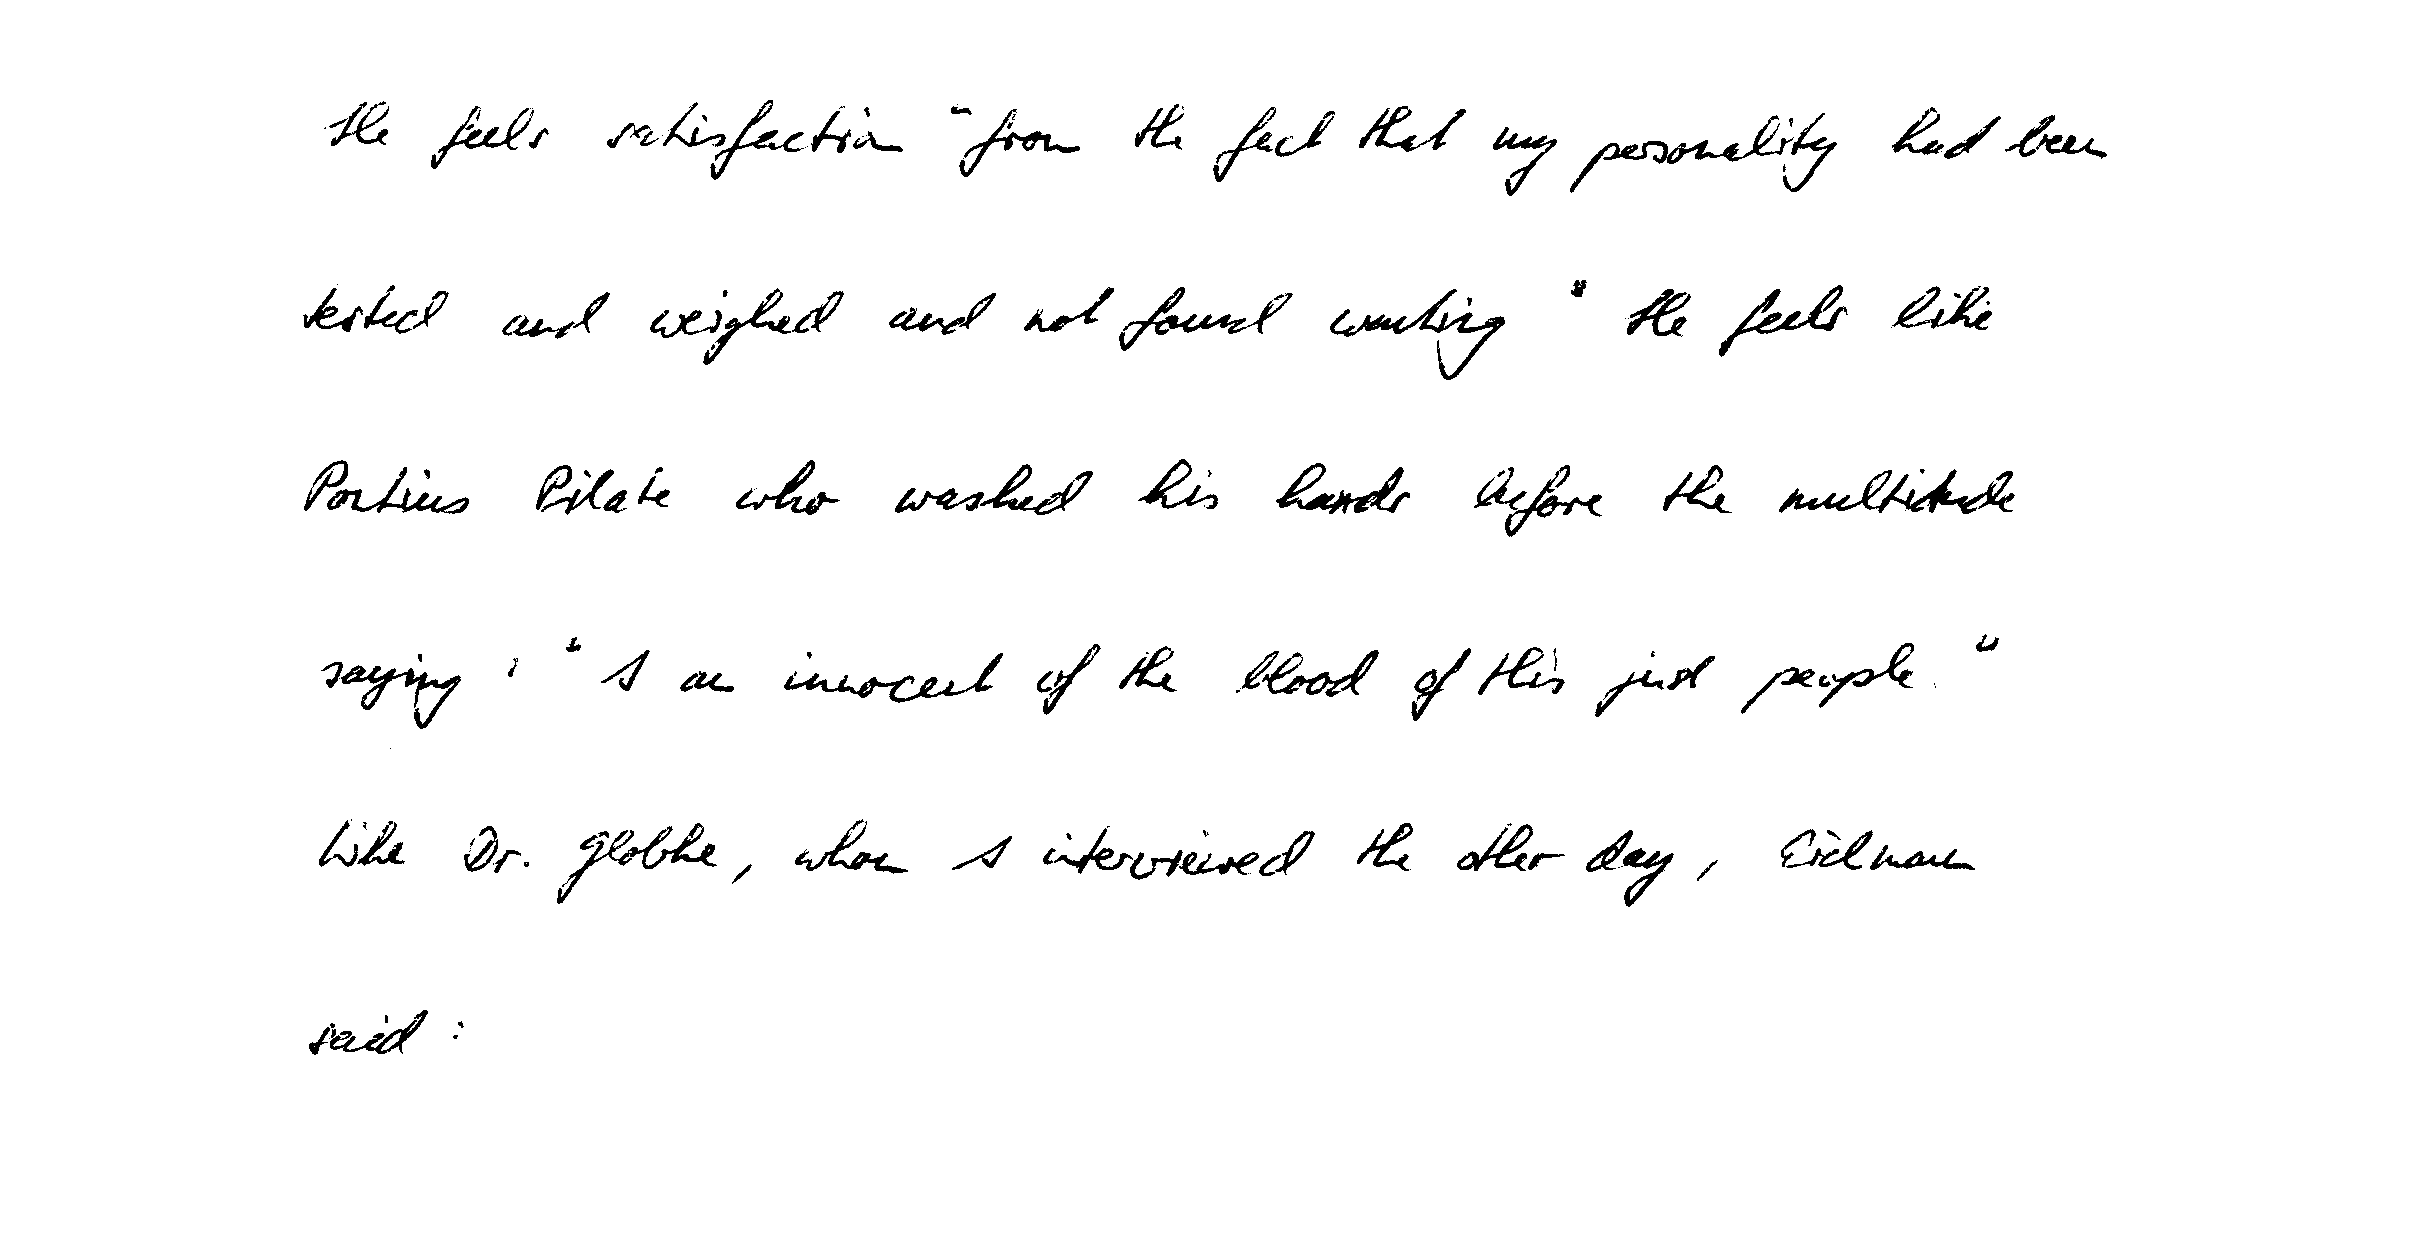 He feels satisfaction "from the fact that my personality had been
tested and weighed and not found wanting" He feels like
Pontius Pilate who washed his hands before the multitude
saying: "I am innocent of the blood of this just people."
Like Dr. Globke, whom I interviewed the other day, Eichmann
said: